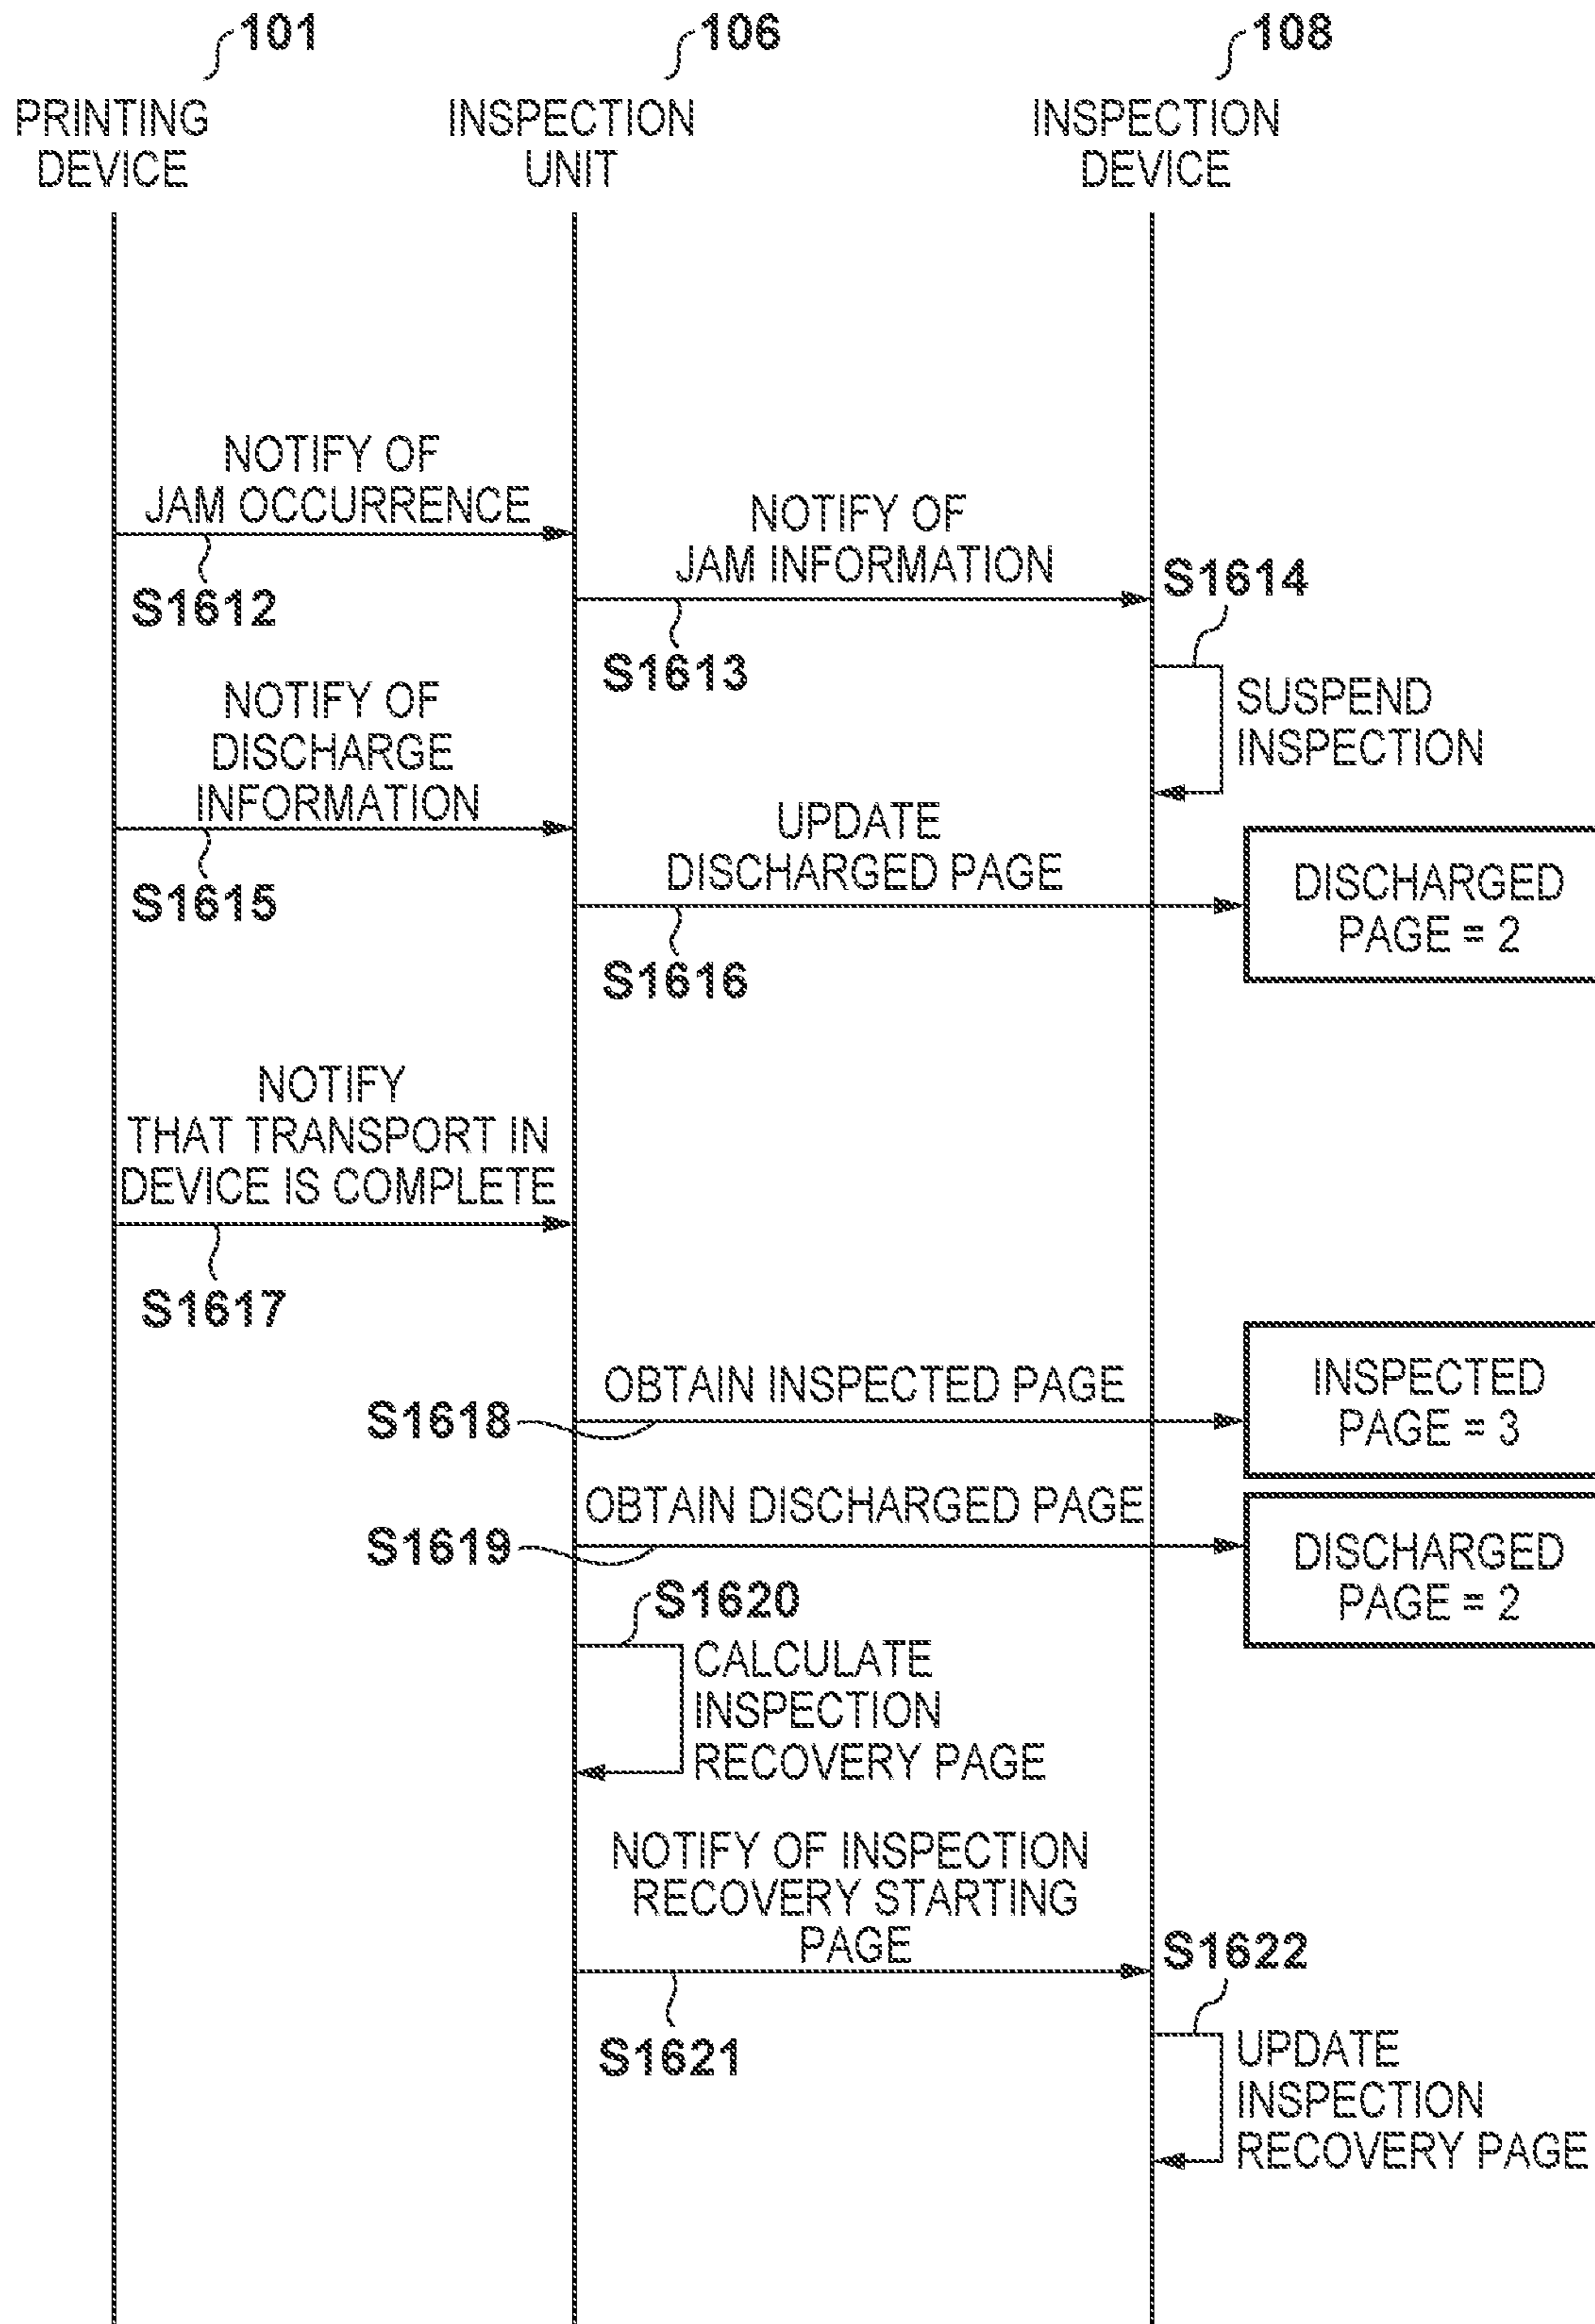 101
106
108
PRINTING
DEVICE
INSPECTION
UNIT
INSPECTION
DEVICE
NOTIFY OF
JAM OCCURRENCE
S1612
NOTIFY OF
JAM INFORMATION
S1613
S1614
SUSPEND
INSPECTION
NOTIFY OF
DISCHARGE
INFORMATION
S1615
UPDATE
DISCHARGED PAGE
S1616
DISCHARGED
PAGE = 2
NOTIFY
THAT TRANSPORT IN
DEVICE IS COMPLETE
S1617
OBTAIN INSPECTED PAGE
S1618
INSPECTED
PAGE = 3
OBTAIN DISCHARGED PAGE
S1619
DISCHARGED
PAGE = 2
S1620
CALCULATE
INSPECTION
RECOVERY PAGE
NOTIFY OF INSPECTION
RECOVERY STARTING
PAGE
S1621
S1622
UPDATE
INSPECTION
RECOVERY PAGE